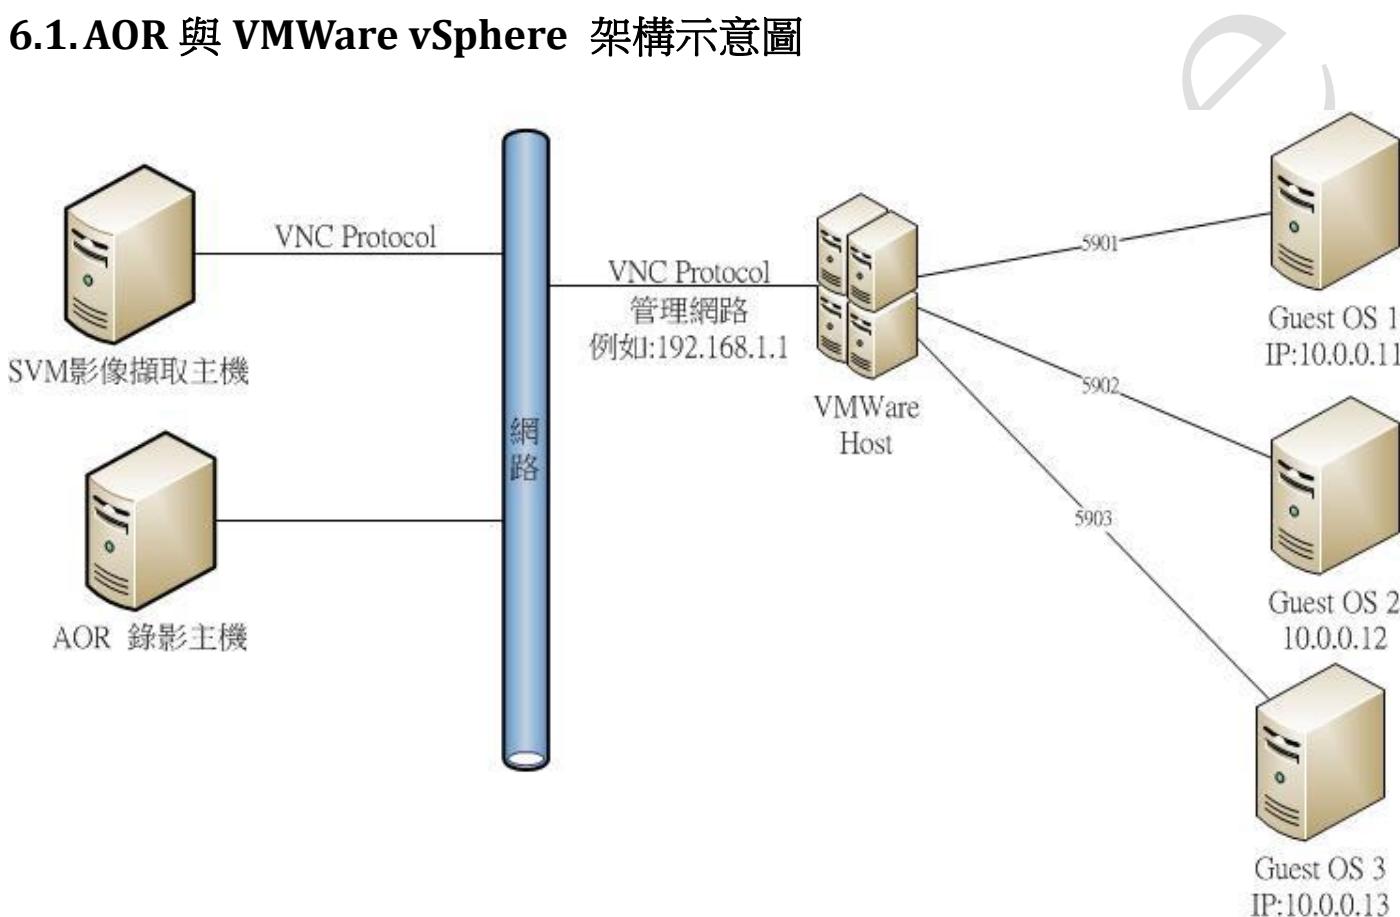 6.1. AOR 與 VMWare vSphere 架構示意圖
VNC Protocol
SVM影像擷取主機
AOR 錄影主機
網
路
VNC Protocol
管理網路
例如:192.168.1.1
VMWare
Host
5901
5902
5903
Guest OS 1
IP:10.0.0.11
Guest OS 2
10.0.0.12
Guest OS 3
IP:10.0.0.13